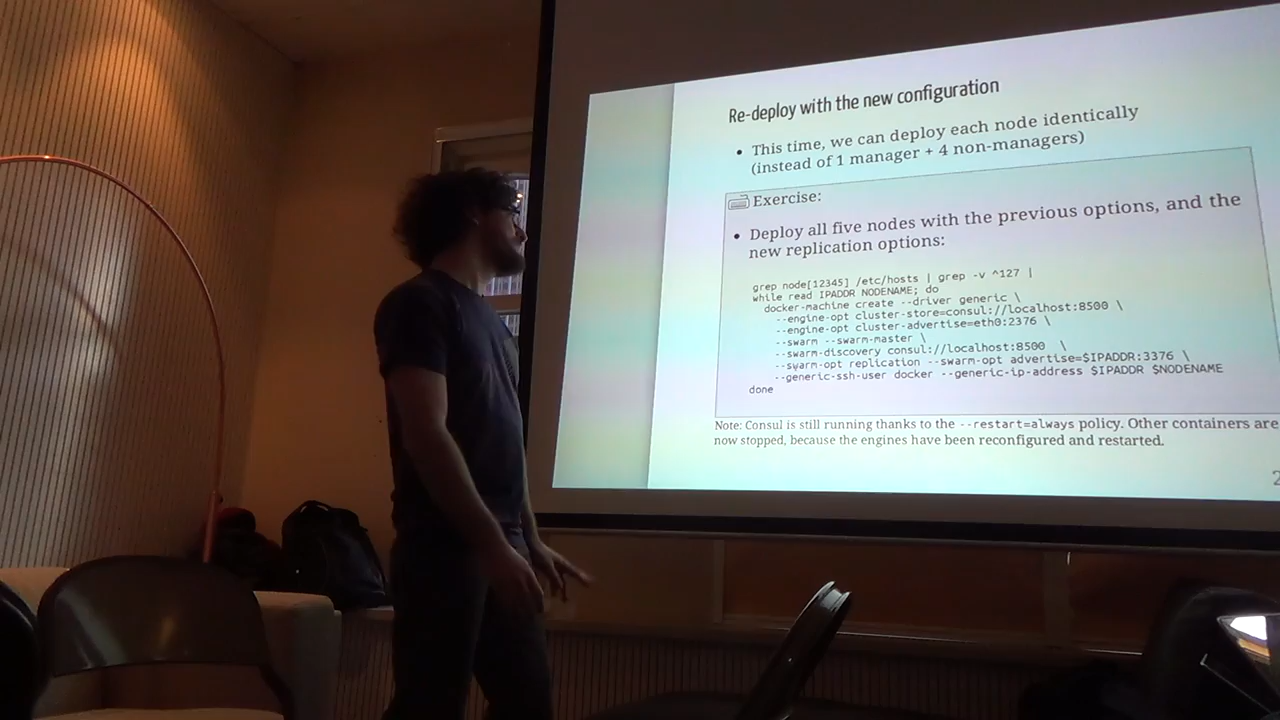 Re-deploy with the new configuration
• This time, we can deploy each node identically
(instead of 1 manager + 4 non-managers)
Exercise:
• Deploy all five nodes with the previous options, and the
new replication options:
grep node[12345] /etc/hosts | grep -v ^127 |
while read IPADDR NODENAME; do
docker-machine create --driver generic \
--engine-opt cluster-store=consul://localhost:8500 \
--engine-opt cluster-advertise=eth0:2376 \
--swarm --swarm-master \
--swarm-discovery consul://localhost:8500 \
--swarm-opt replication --swarm-opt advertise=$IPADDR:3376 \
--generic-ssh-user docker --generic-ip-address $IPADDR $NODENAME
done
Note: Consul is still running thanks to the --restart=always policy. Other containers are
now stopped, because the engines have been reconfigured and restarted.